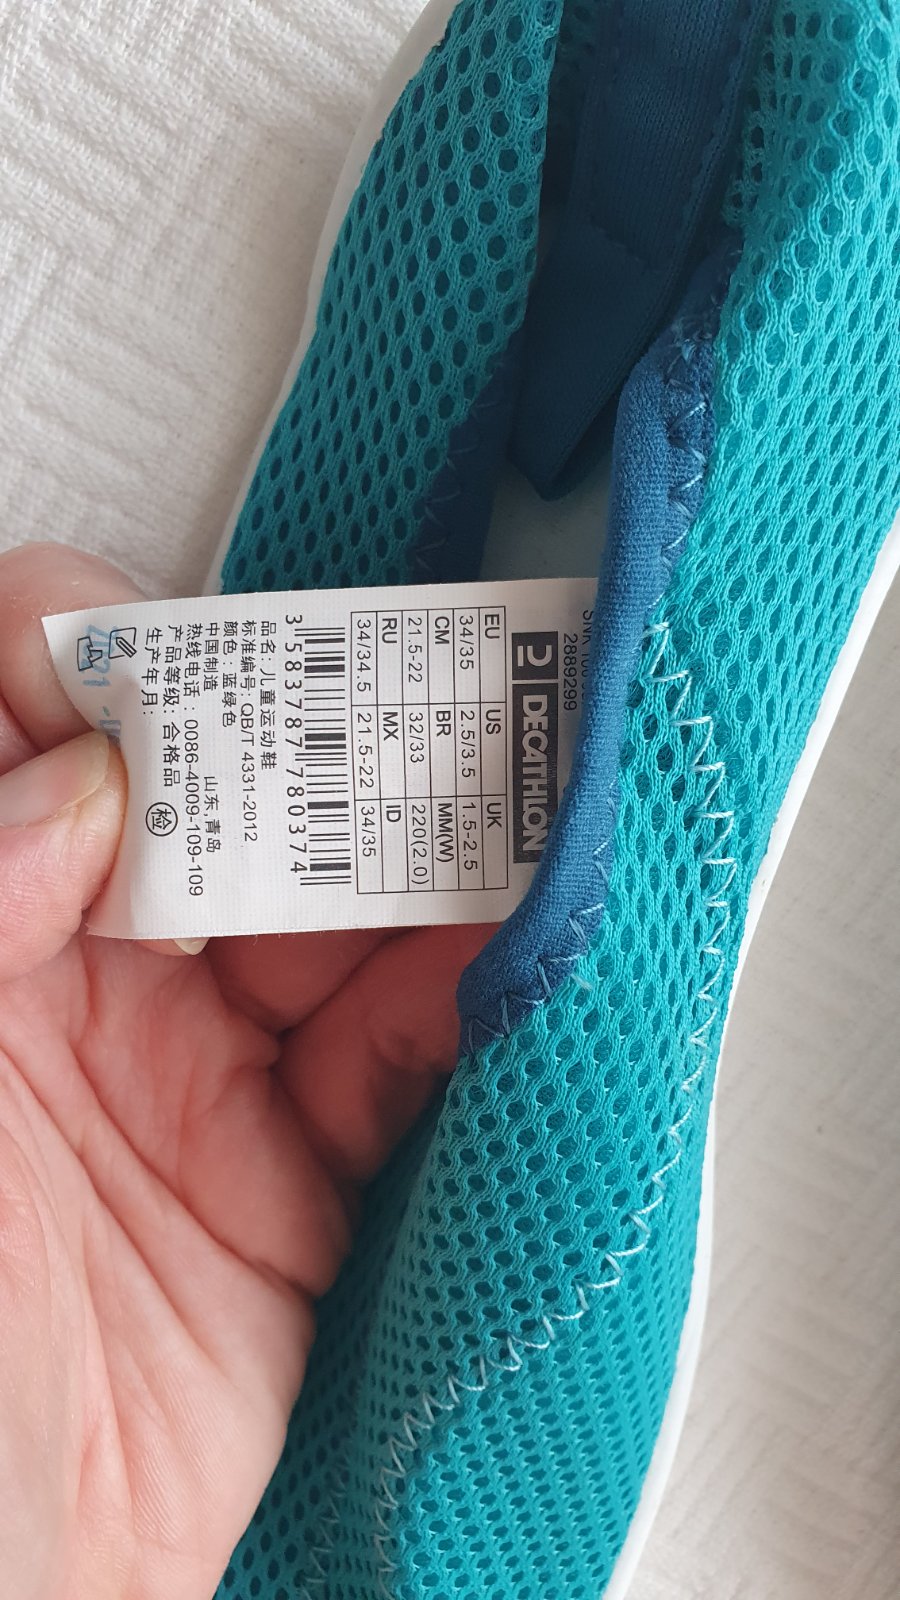 2889299
DECATHLON
EU US UK
34/35 2.5/3.5 1.5-2.5
CM BR MM(W)
21.5-22 32/33 220(2.0)
RU MX ID
34/34.5 21.5-22 34/35
3 583787 780374
品名:儿童运动鞋
标准编号:QB/T 4331-2012
颜色:蓝绿色
中国制造 山东,青岛
热线电话:0086-4009-109-109
产品等级:合格品 检
生产年月: